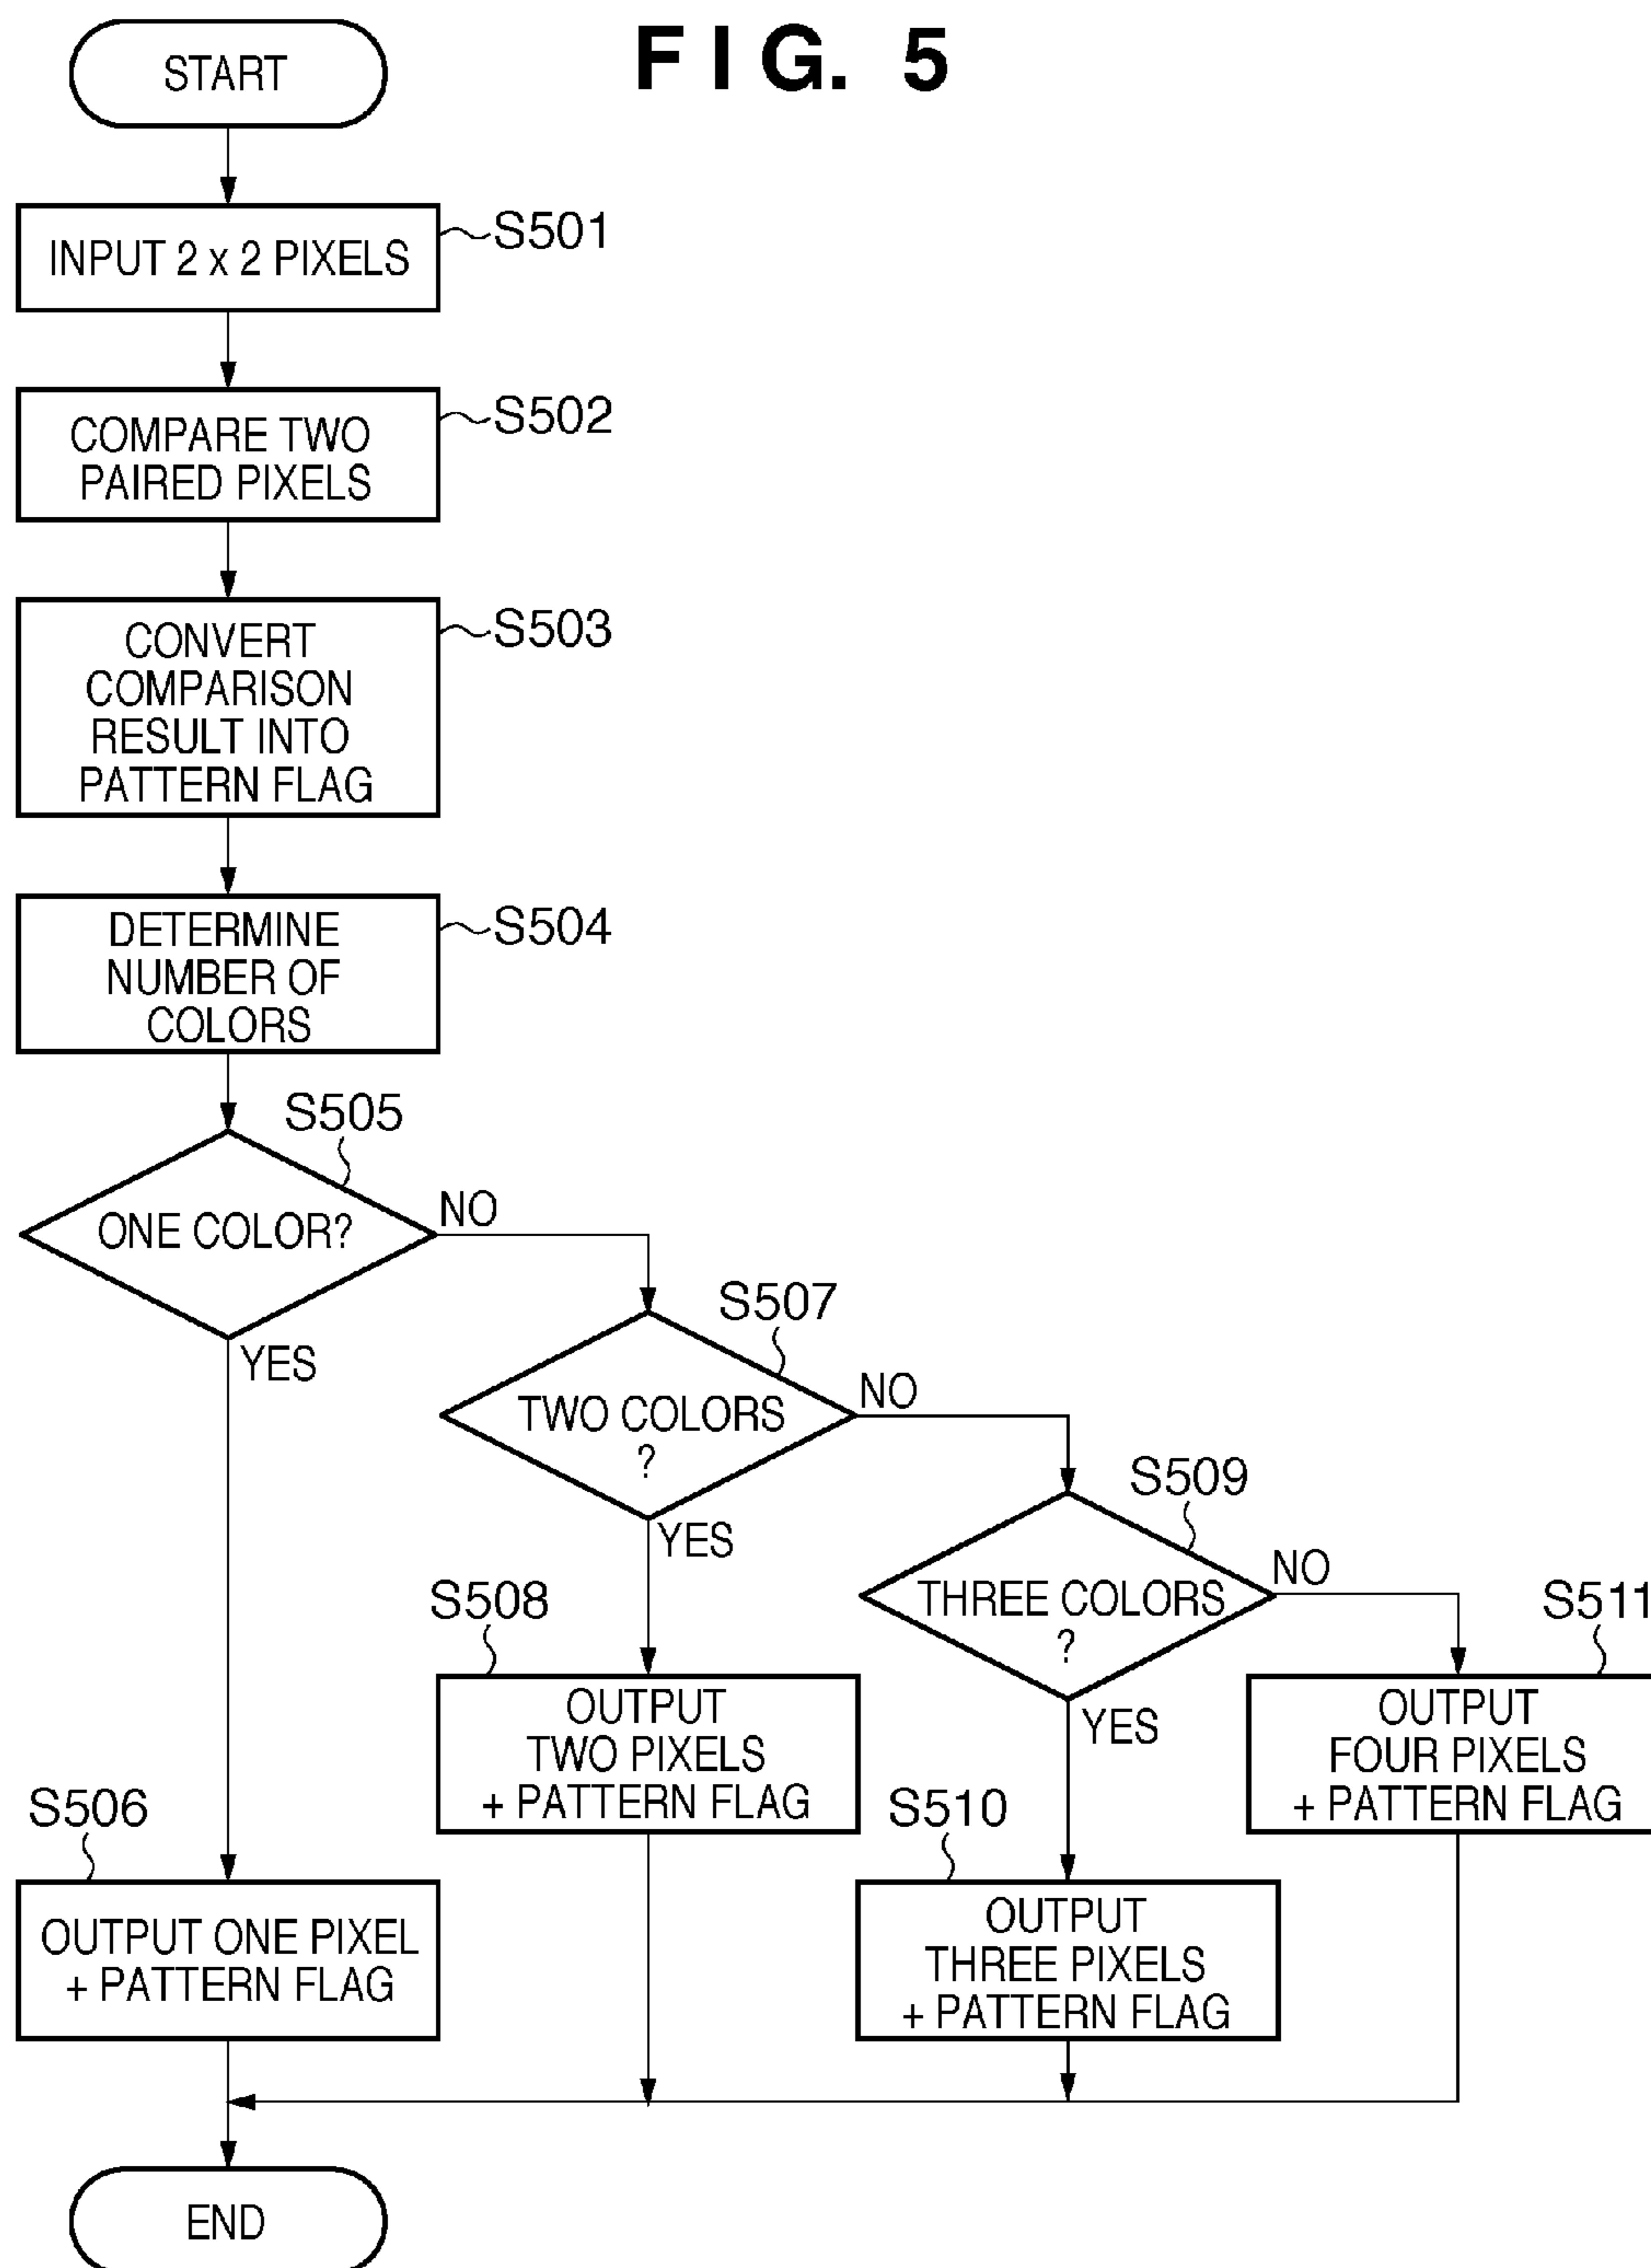 FIG. 5
START
INPUT 2 x 2 PIXELS
S501
COMPARE TWO
PAIRED PIXELS
S502
CONVERT
COMPARISON
RESULT INTO
PATTERN FLAG
S503
DETERMINE
NUMBER OF
COLORS
S504
S505
ONE COLOR?
NO
YES
S507
TWO COLORS
?
NO
YES
S509
THREE COLORS
?
NO
YES
S508
OUTPUT
TWO PIXELS
+ PATTERN FLAG
S511
OUTPUT
FOUR PIXELS
+ PATTERN FLAG
S506
OUTPUT ONE PIXEL
+ PATTERN FLAG
S510
OUTPUT
THREE PIXELS
+ PATTERN FLAG
END